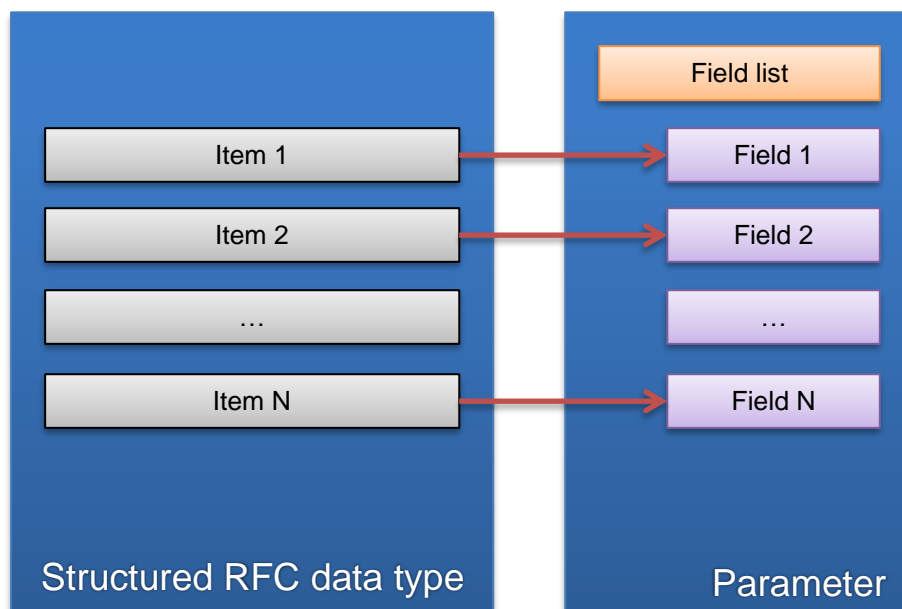 Field list
Item 1
Field 1
Item 2
Field 2
…
…
Item N
Field N
Structured RFC data type
Parameter